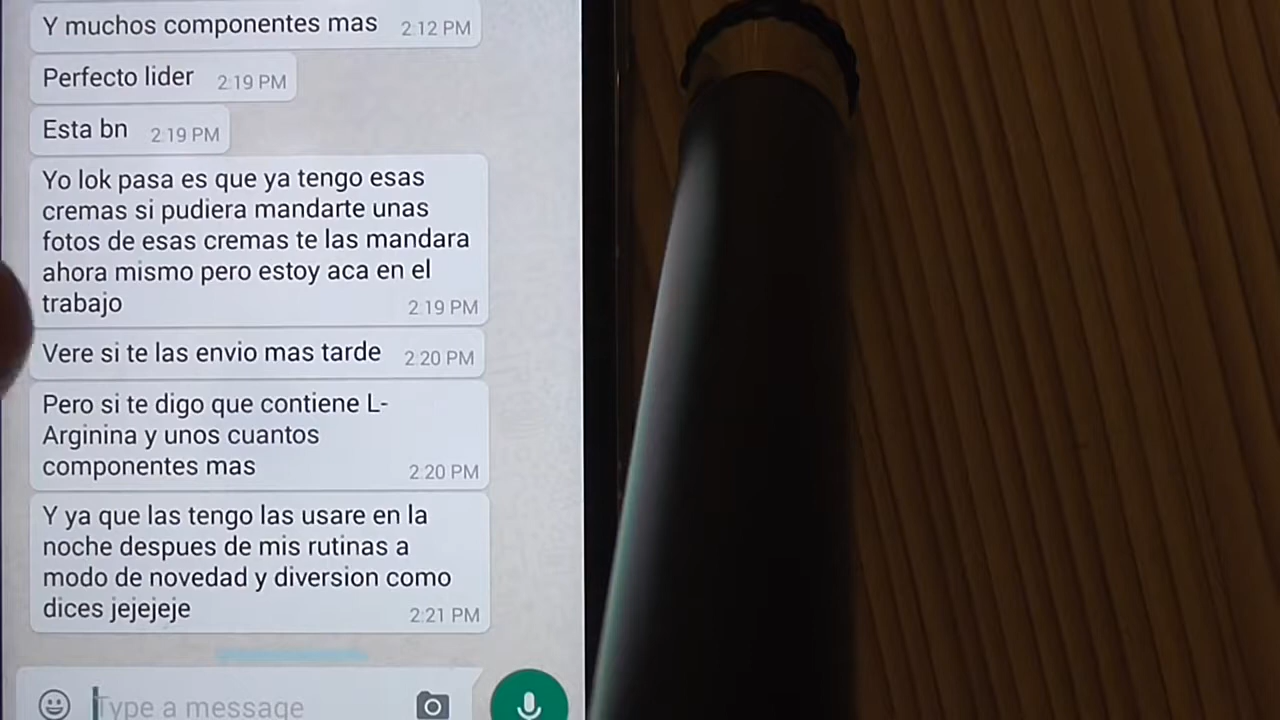 Y muchos componentes mas 2:12 PM
Perfecto lider 2:19 PM
Esta bn 2:19 PM
Yo lok pasa es que ya tengo esas
cremas si pudiera mandarte unas
fotos de esas cremas te las mandara
ahora mismo pero estoy aca en el
trabajo 2:19 PM
Vere si te las envio mas tarde 2:20 PM
Pero si te digo que contiene L-
Arginina y unos cuantos
componentes mas 2:20 PM
Y ya que las tengo las usare en la
noche despues de mis rutinas a
modo de novedad y diversion como
dices jejejeje 2:21 PM
Type a message